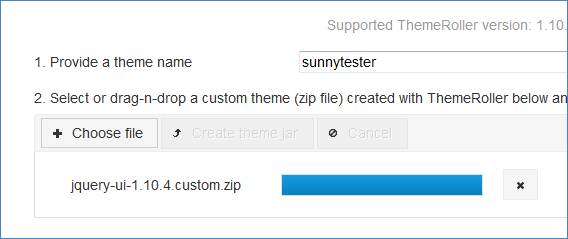 Supported ThemeRoller version: 1.10.
1. Provide a theme name
sunnytester
2. Select or drag-n-drop a custom theme (zip file) created with ThemeRoller below an
Choose file Create theme jar Cancel
jquery-ui-1.10.4.custom.zip